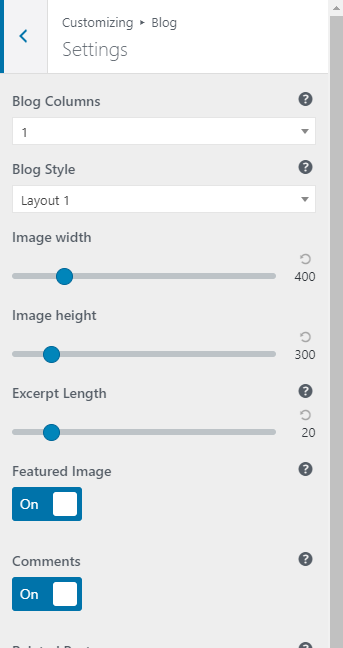 Customizing ▸ Blog
Settings
Blog Columns
1
Blog Style
Layout 1
Image width
400
Image height
300
Excerpt Length
20
Featured Image
On
Comments
On